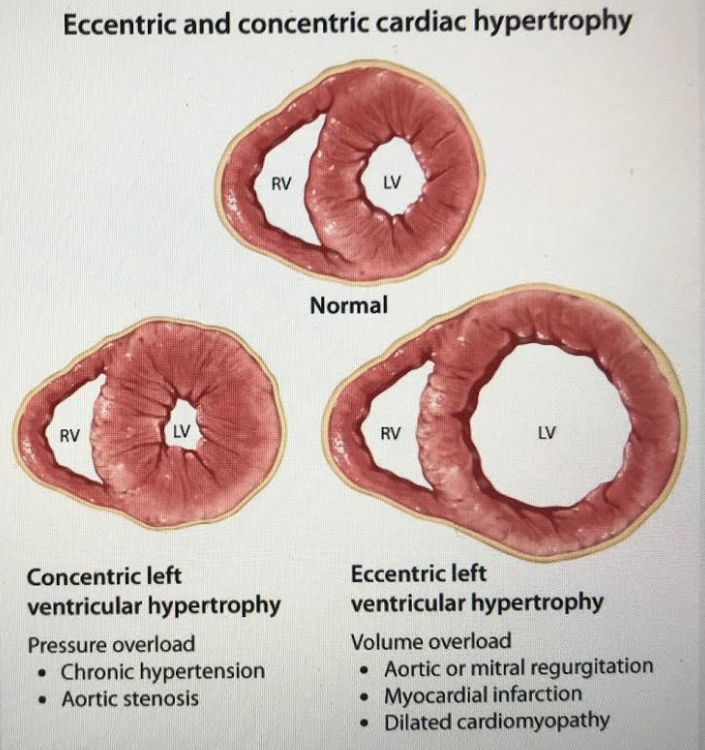 Eccentric and concentric cardiac hypertrophy
RV
LV
Normal
RV
LV
RV
LV
Concentric left
ventricular hypertrophy
Pressure overload
• Chronic hypertension
• Aortic stenosis
Eccentric left
ventricular hypertrophy
Volume overload
• Aortic or mitral regurgitation
• Myocardial infarction
• Dilated cardiomyopathy